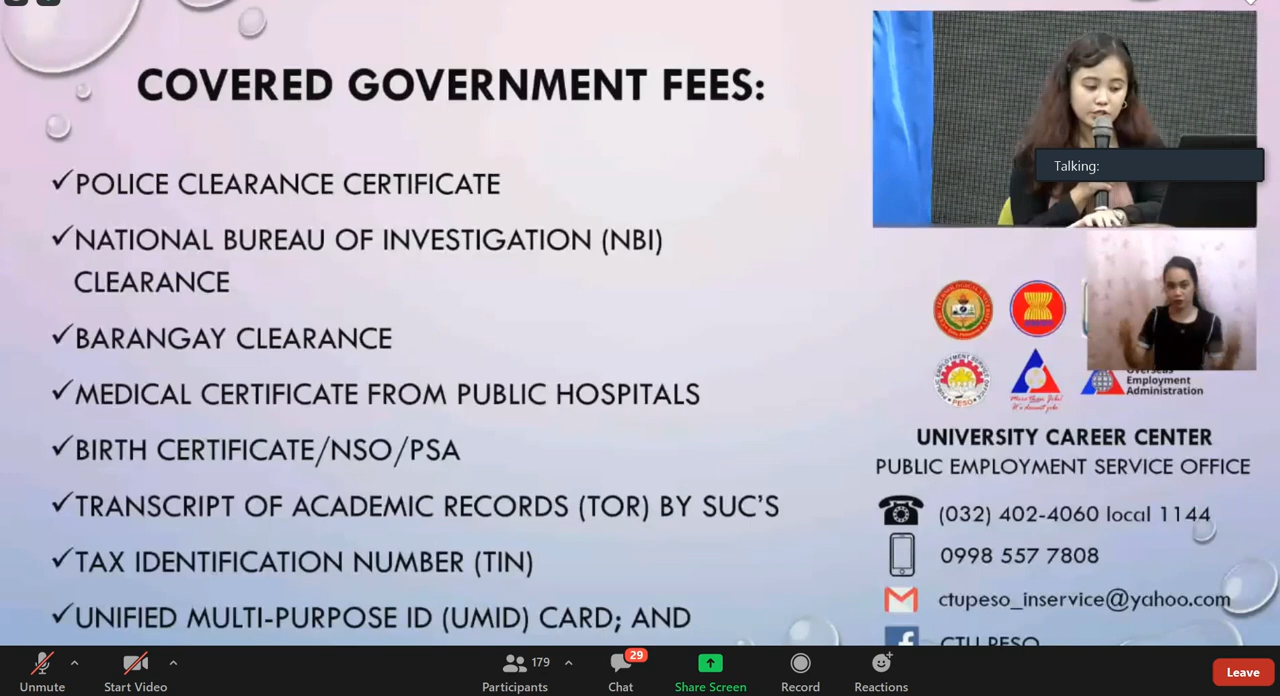 COVERED GOVERNMENT FEES:
✓POLICE CLEARANCE CERTIFICATE
✓NATIONAL BUREAU OF INVESTIGATION (NBI)
CLEARANCE
✓BARANGAY CLEARANCE
✓MEDICAL CERTIFICATE FROM PUBLIC HOSPITALS
✓BIRTH CERTIFICATE/NSO/PSA
✓TRANSCRIPT OF ACADEMIC RECORDS (TOR) BY SUC'S
✓TAX IDENTIFICATION NUMBER (TIN)
✓UNIFIED MULTI-PURPOSE ID (UMID) CARD; AND
Talking:
PESO
Overseas
Employment
Administration
UNIVERSITY CAREER CENTER
PUBLIC EMPLOYMENT SERVICE OFFICE
(032) 402-4060 local 1144
0998 557 7808
ctupeso_inservice@yahoo.com
CTU PESO
Unmute
Start Video
179
Participants
29
Chat
Share Screen
Record
Reactions
Leave